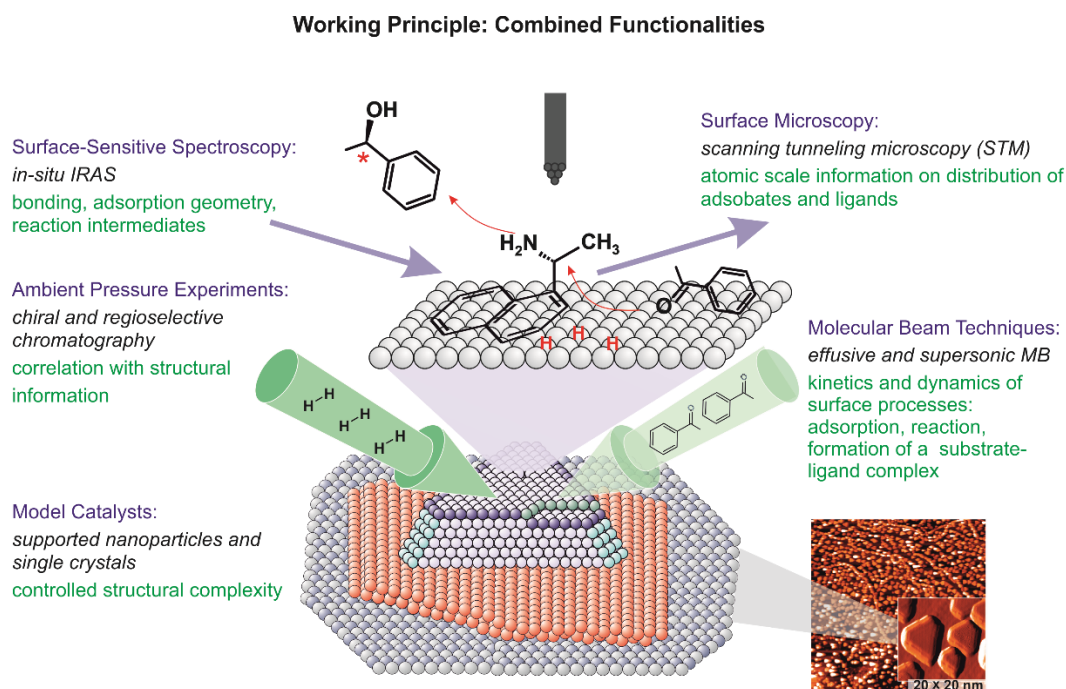 Working Principle: Combined Functionalities
OH
*
Surface-Sensitive Spectroscopy:
in-situ IRAS
bonding, adsorption geometry,
reaction intermediates
Surface Microscopy:
scanning tunneling microscopy (STM)
atomic scale information on distribution of
adsobates and ligands
H₂N
CH₃
O
H H H
Ambient Pressure Experiments:
chiral and regioselective
chromatography
correlation with structural
information
Molecular Beam Techniques:
effusive and supersonic MB
kinetics and dynamics of
surface processes:
adsorption, reaction,
formation of a substrate-
ligand complex
H-H
H-H
H-H
O
O
Model Catalysts:
supported nanoparticles and
single crystals
controlled structural complexity
20 x 20 nm